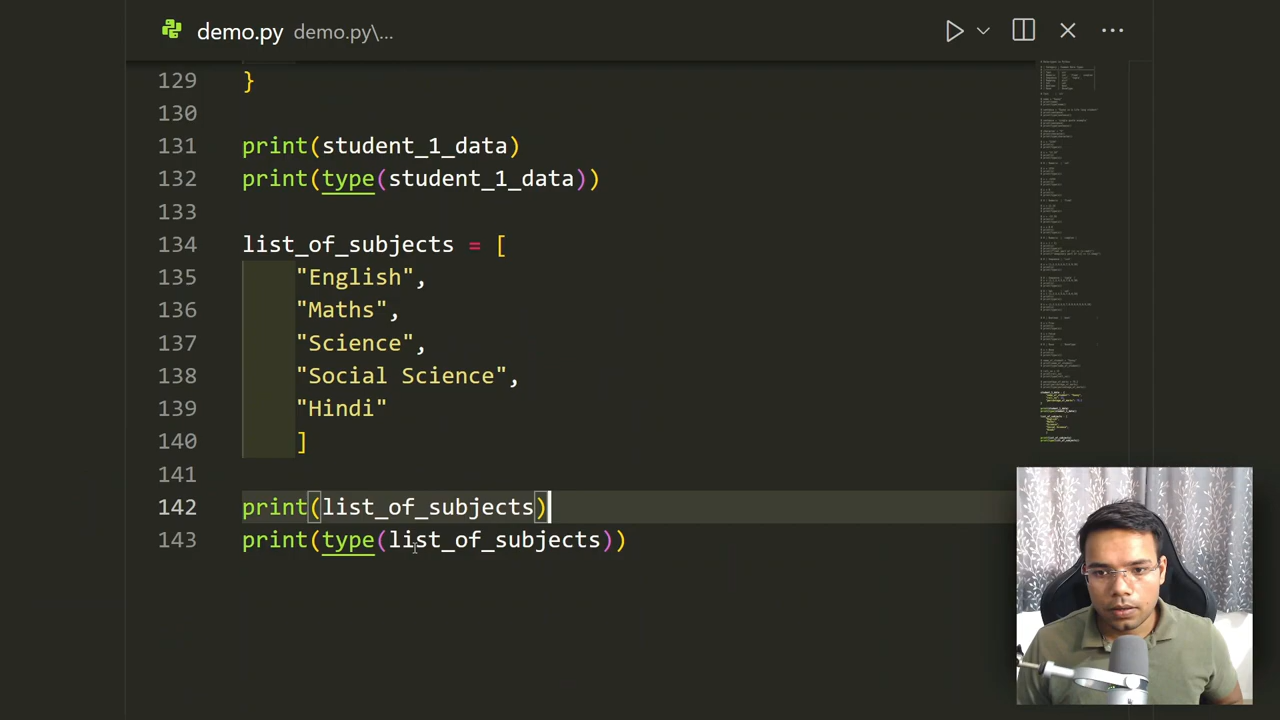 demo.py demo.py\...
129 }
130
131 print(student_1_data)
132 print(type(student_1_data))
133
134 list_of_subjects = [
135 "English",
136 "Maths",
137 "Science",
138 "Social Science",
139 "Hindi"
140 ]
141
142 print(list_of_subjects)
143 print(type(list_of_subjects))